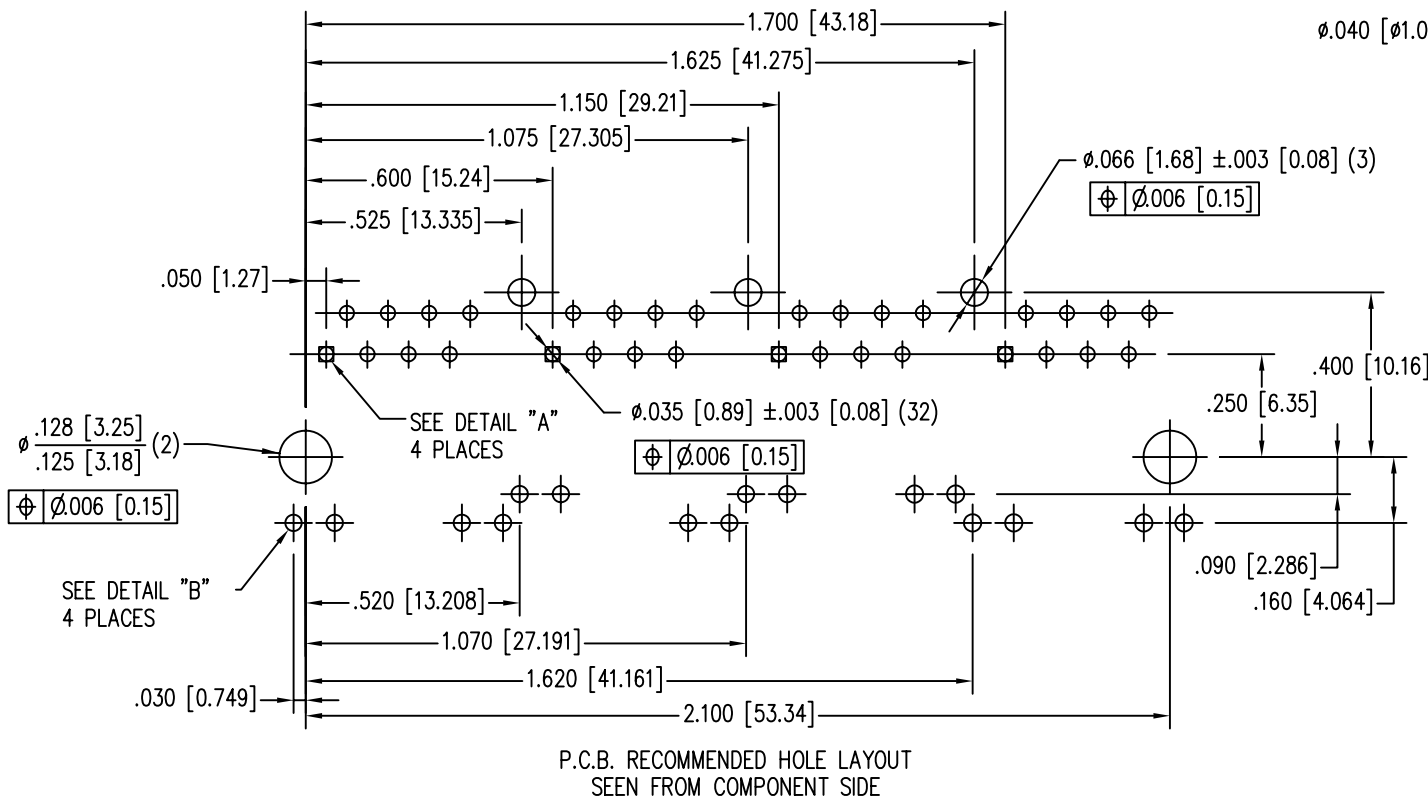 1.700 [43.18]
ø.040 [ø1.0
1.625 [41.275]
1.150 [29.21]
1.075 [27.305]
ø.066 [1.68] ±.003 [0.08] (3)
.600 [15.24]
⌖ Ø.006 [0.15]
.525 [13.335]
.050 [1.27]
.400 [10.16]
.250 [6.35]
SEE DETAIL "A"
4 PLACES
ø.035 [0.89] ±.003 [0.08] (32)
⌖ Ø.006 [0.15]
ø .128 [3.25] (2)
.125 [3.18]
⌖ Ø.006 [0.15]
SEE DETAIL "B"
4 PLACES
.090 [2.286]
.160 [4.064]
.520 [13.208]
1.070 [27.191]
1.620 [41.161]
.030 [0.749]
2.100 [53.34]
P.C.B. RECOMMENDED HOLE LAYOUT
SEEN FROM COMPONENT SIDE